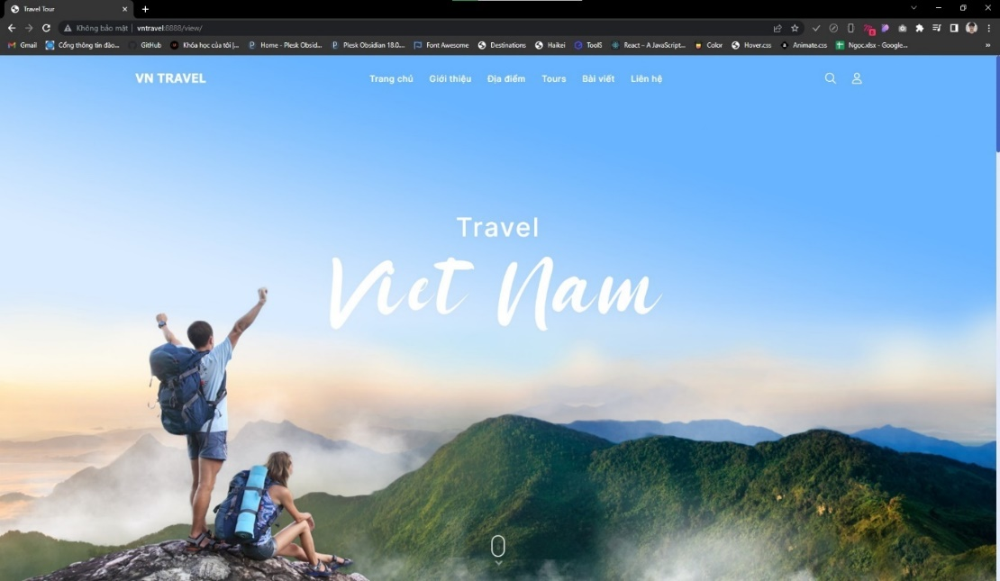 Travel Tour
Không bảo mật | vntravel:8888/view/
Gmail Cổng thông tin đào... GitHub Khóa học của tôi |... Home - Plesk Obsid... Plesk Obsidian 18.0.... Font Awesome Destinations Haikei ToolS React – A JavaScript... Color Hover.css Animate.css Ngoc.xlsx - Google... »
VN TRAVEL Trang chủ Giới thiệu Địa điểm Tours Bài viết Liên hệ
Travel
Viet Nam